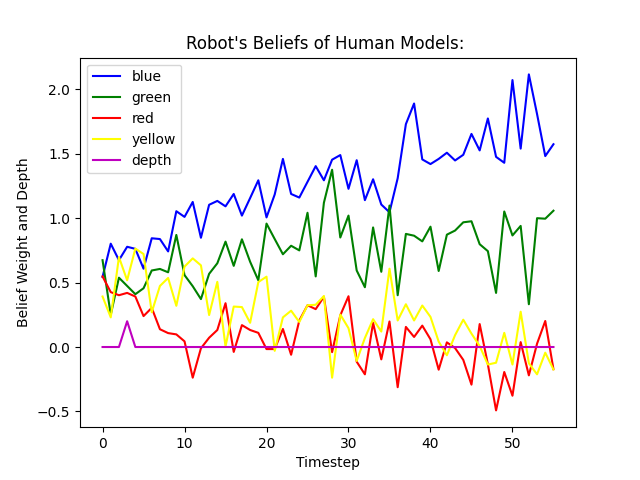 Robot's Beliefs of Human Models:
blue
green
red
yellow
depth
Belief Weight and Depth
2.0
1.5
1.0
0.5
0.0
−0.5
0
10
20
30
40
50
Timestep